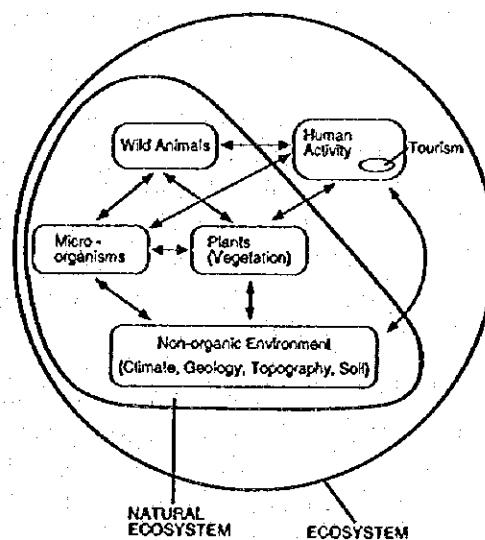 Wild Animals
Human
Activity
Tourism
Micro-
organisms
Plants
(Vegetation)
Non-organic Environment
(Climate, Geology, Topography, Soil)
NATURAL
ECOSYSTEM
ECOSYSTEM